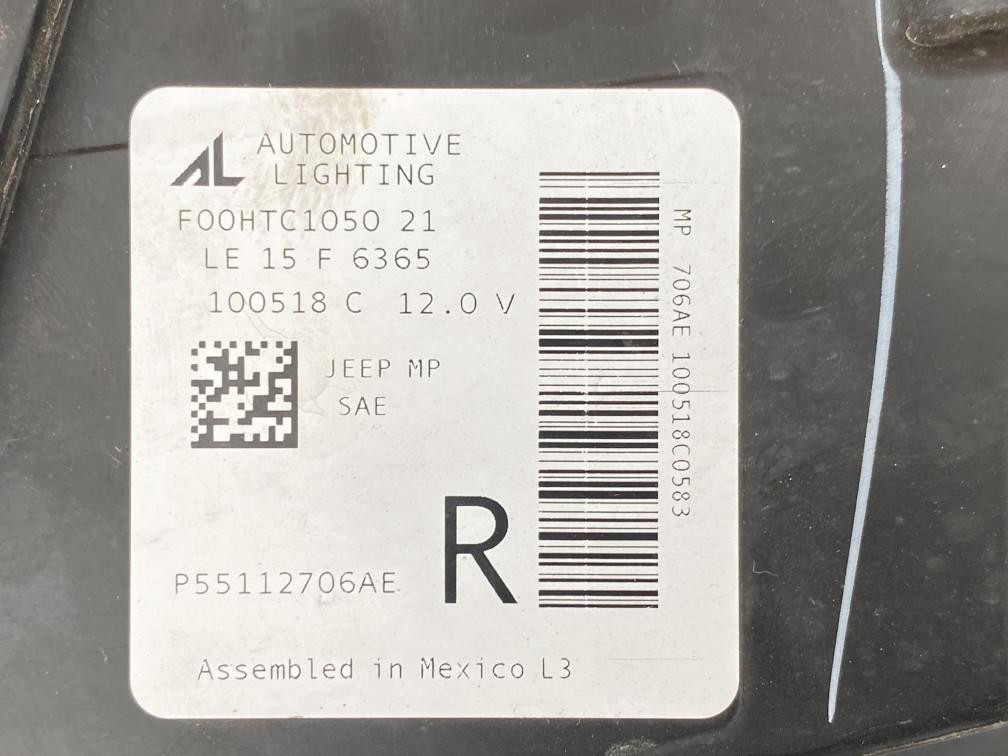 AL AUTOMOTIVE
LIGHTING
F00HTC1050 21
LE 15 F 6365
100518 C 12.0 V
JEEP MP
SAE
R
P55112706AE
Assembled in Mexico L3
MP 706AE 100518C0583